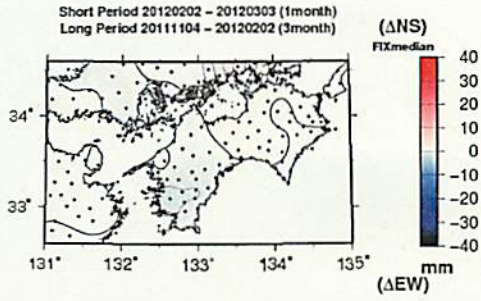 Short Period 20120202 – 20120303 (1month)
Long Period 20111104 – 20120202 (3month)
(ΔNS)
FIXmedian
40
30
20
10
0
−10
−20
−30
−40
mm
(ΔEW)
34°
33°
131° 132° 133° 134° 135°